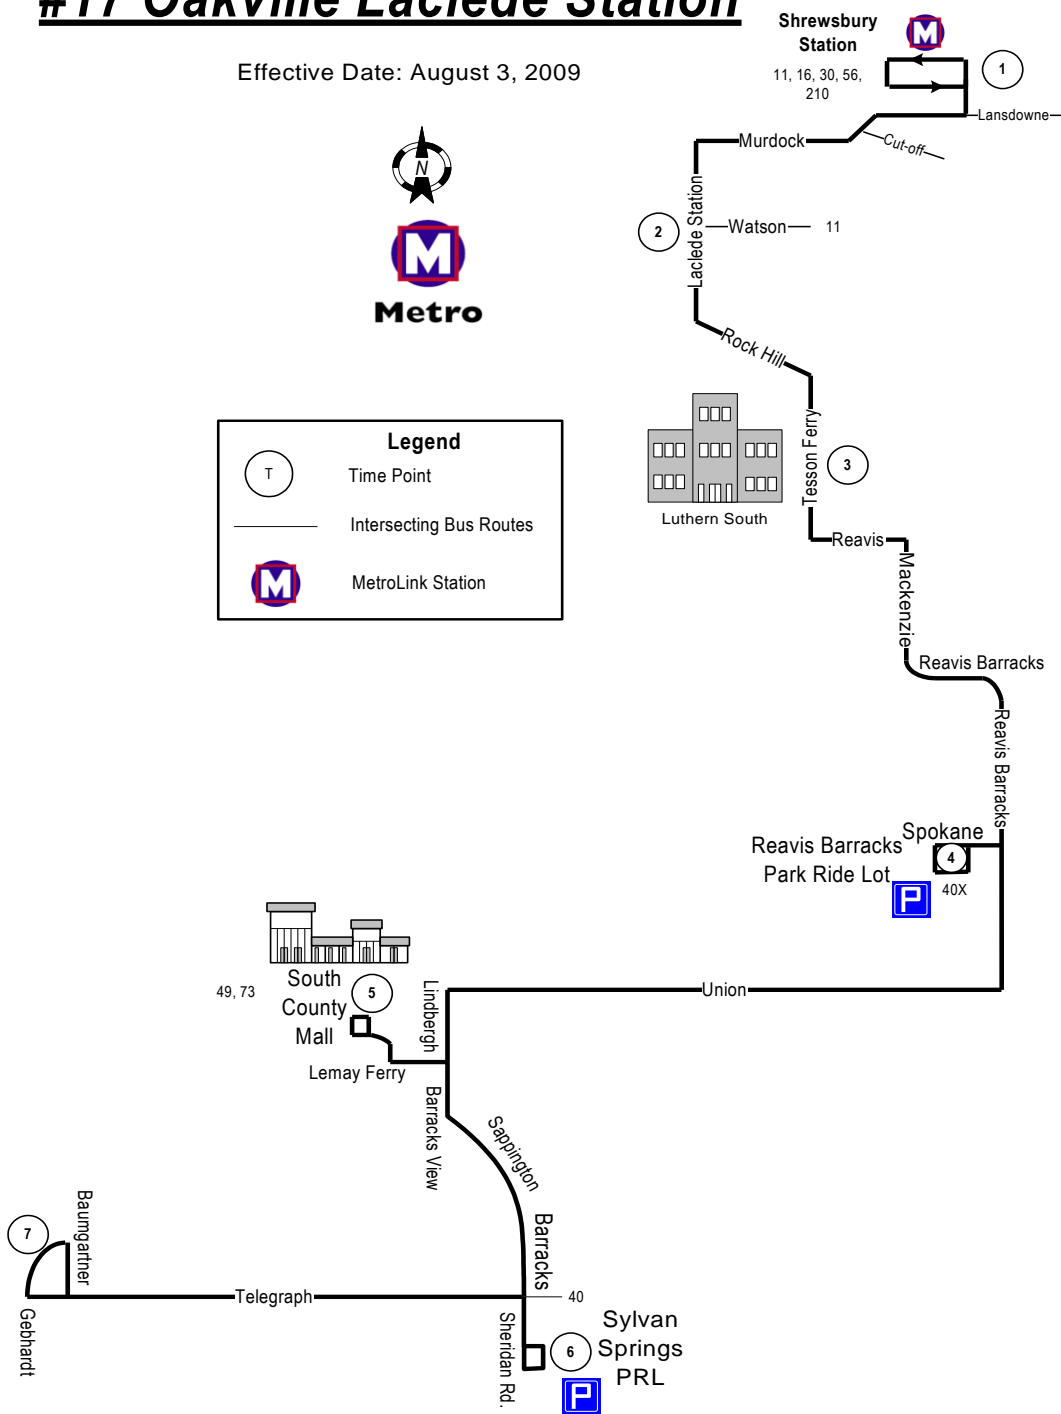 #17 Oakville Laclede Station
Effective Date: August 3, 2009
Shrewsbury
Station
M
11, 16, 30, 56,
210
1
Lansdowne
Cut-off
Murdock
N
M
Metro
Laclede Station
2
Watson
11
Rock Hill
Tesson Ferry
3
Luthern South
Legend
T
Time Point
Intersecting Bus Routes
M
MetroLink Station
Reavis
Mackenzie
Reavis Barracks
Reavis Barracks
Spokane
Reavis Barracks
Park Ride Lot
4
P
40X
Union
South
County
Mall
5
49, 73
Lindbergh
Lemay Ferry
Barracks View
Sappington
Barracks
7
Baumgartner
Gebhardt
Telegraph
40
Sheridan Rd.
6
Sylvan
Springs
PRL
P